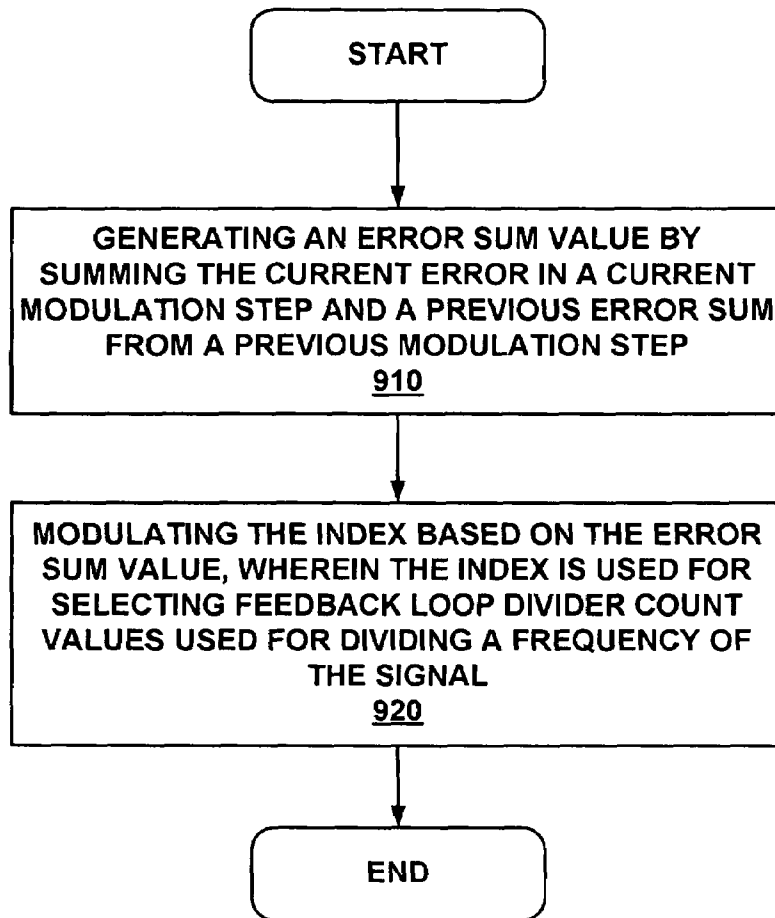 START
GENERATING AN ERROR SUM VALUE BY
SUMMING THE CURRENT ERROR IN A CURRENT
MODULATION STEP AND A PREVIOUS ERROR SUM
FROM A PREVIOUS MODULATION STEP
910
MODULATING THE INDEX BASED ON THE ERROR
SUM VALUE, WHEREIN THE INDEX IS USED FOR
SELECTING FEEDBACK LOOP DIVIDER COUNT
VALUES USED FOR DIVIDING A FREQUENCY OF
THE SIGNAL
920
END